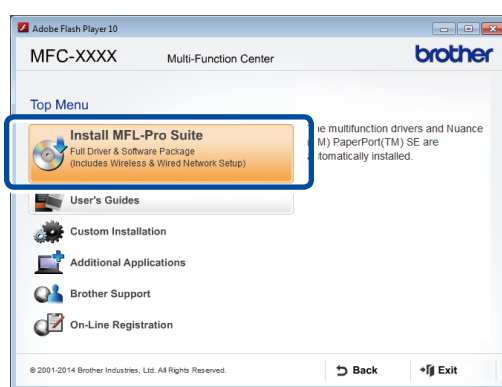 Adobe Flash Player 10
MFC-XXXX Multi-Function Center brother
Top Menu
Install MFL-Pro Suite
Full Driver & Software Package
(Includes Wireless & Wired Network Setup)
e multifunction drivers and Nuance
M) PaperPort(TM) SE are
tomatically installed.
User's Guides
Custom Installation
Additional Applications
Brother Support
On-Line Registration
© 2001-2014 Brother Industries, Ltd. All Rights Reserved. Back Exit